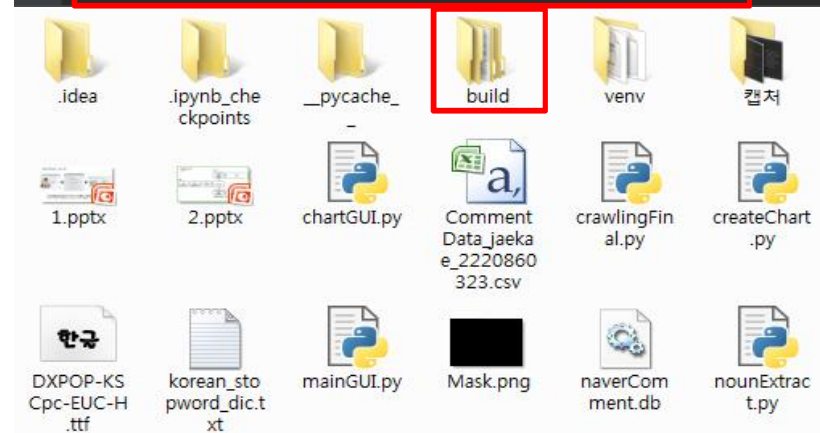 .idea
.ipynb_che
ckpoints
__pycache_
_
build
venv
캡처
1.pptx
2.pptx
chartGUI.py
a,
Comment
Data_jaeka
e_2220860
323.csv
crawlingFin
al.py
createChart
.py
한글
DXPOP-KS
Cpc-EUC-H
.ttf
korean_sto
pword_dic.t
xt
mainGUI.py
Mask.png
naverCom
ment.db
nounExtrac
t.py